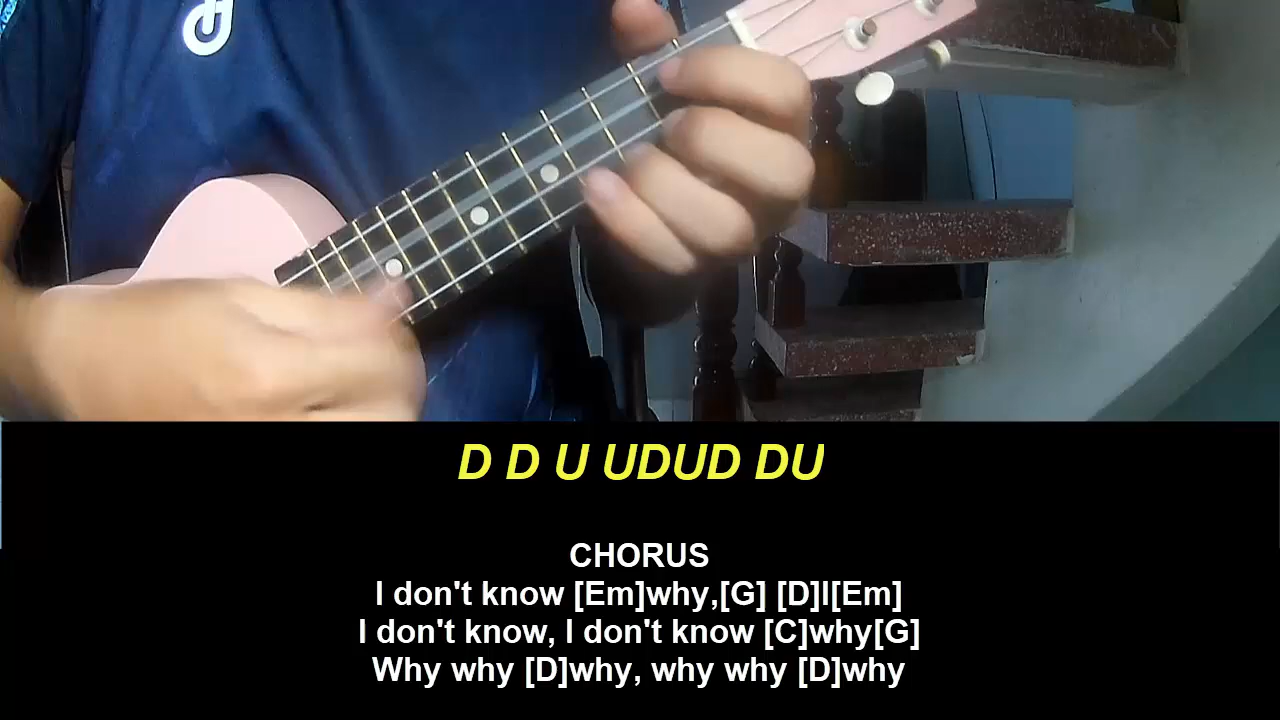 D D U UDUD DU
CHORUS
I don't know [Em]why,[G] [D]I[Em]
I don't know, I don't know [C]why[G]
Why why [D]why, why why [D]why